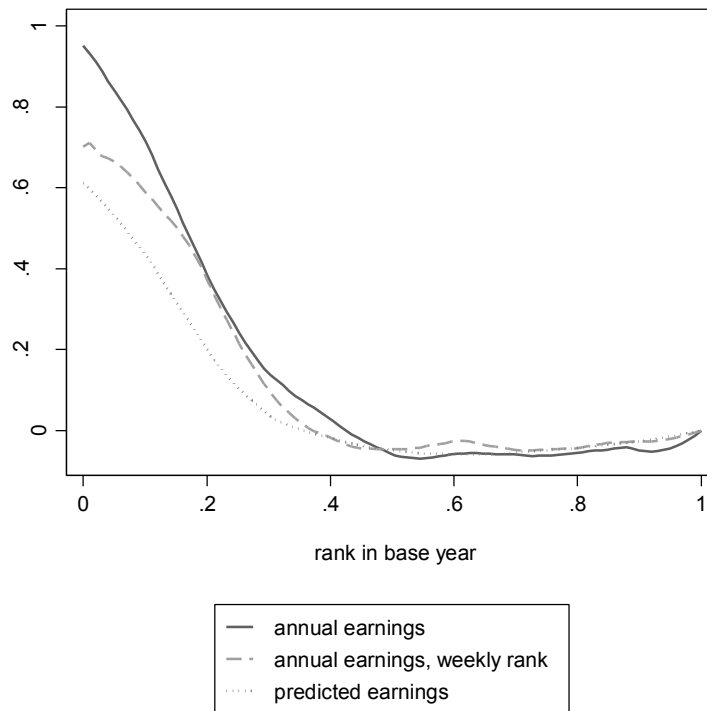 1
.8
.6
.4
.2
0
0 .2 .4 .6 .8 1
rank in base year
annual earnings
annual earnings, weekly rank
predicted earnings